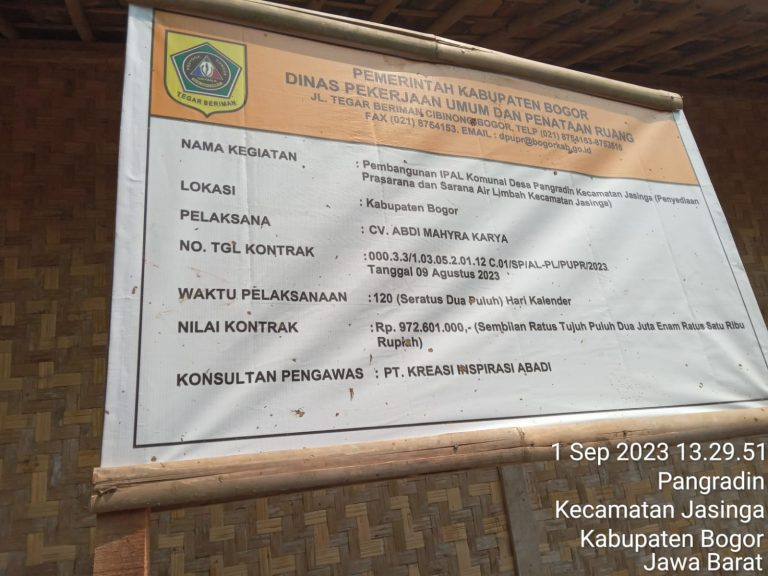 TEGAR BERIMAN
PEMERINTAH KABUPATEN BOGOR
DINAS PEKERJAAN UMUM DAN PENATAAN RUANG
JL. TEGAR BERIMAN CIBINONG BOGOR, TELP (021) 8764153-8753815
FAX (021) 8764153, EMAIL : dpupr@bogorkab.go.id
NAMA KEGIATAN : Pembangunan IPAL Komunal Desa Pangradin Kecamatan Jasinga (Penyediaan
Prasarana dan Sarana Air Limbah Kecamatan Jasinga)
LOKASI : Kabupaten Bogor
PELAKSANA : CV. ABDI MAHYRA KARYA
NO. TGL KONTRAK :000.3.3/1.03.05.2.01.12 C.01/SP/AL-PL/PUPR/2023
Tanggal 09 Agustus 2023
WAKTU PELAKSANAAN :120 (Seratus Dua Puluh) Hari Kalender
NILAI KONTRAK :Rp. 972.601.000,- (Sembilan Ratus Tujuh Puluh Dua Juta Enam Ratus Satu Ribu
Rupiah)
KONSULTAN PENGAWAS : PT. KREASI INSPIRASI ABADI
1 Sep 2023 13.29.51
Pangradin
Kecamatan Jasinga
Kabupaten Bogor
Jawa Barat